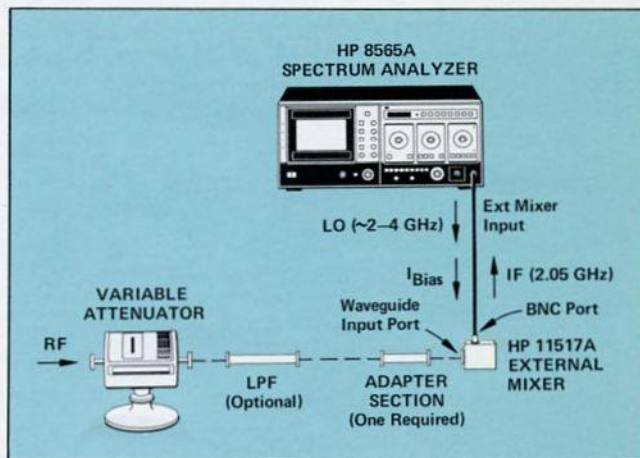 HP 8565A
SPECTRUM ANALYZER
LO (~2–4 GHz)
Ext Mixer
Input
I Bias
IF (2.05 GHz)
VARIABLE
ATTENUATOR
Waveguide
Input Port
BNC Port
RF
HP 11517A
EXTERNAL
MIXER
LPF
(Optional)
ADAPTER
SECTION
(One Required)